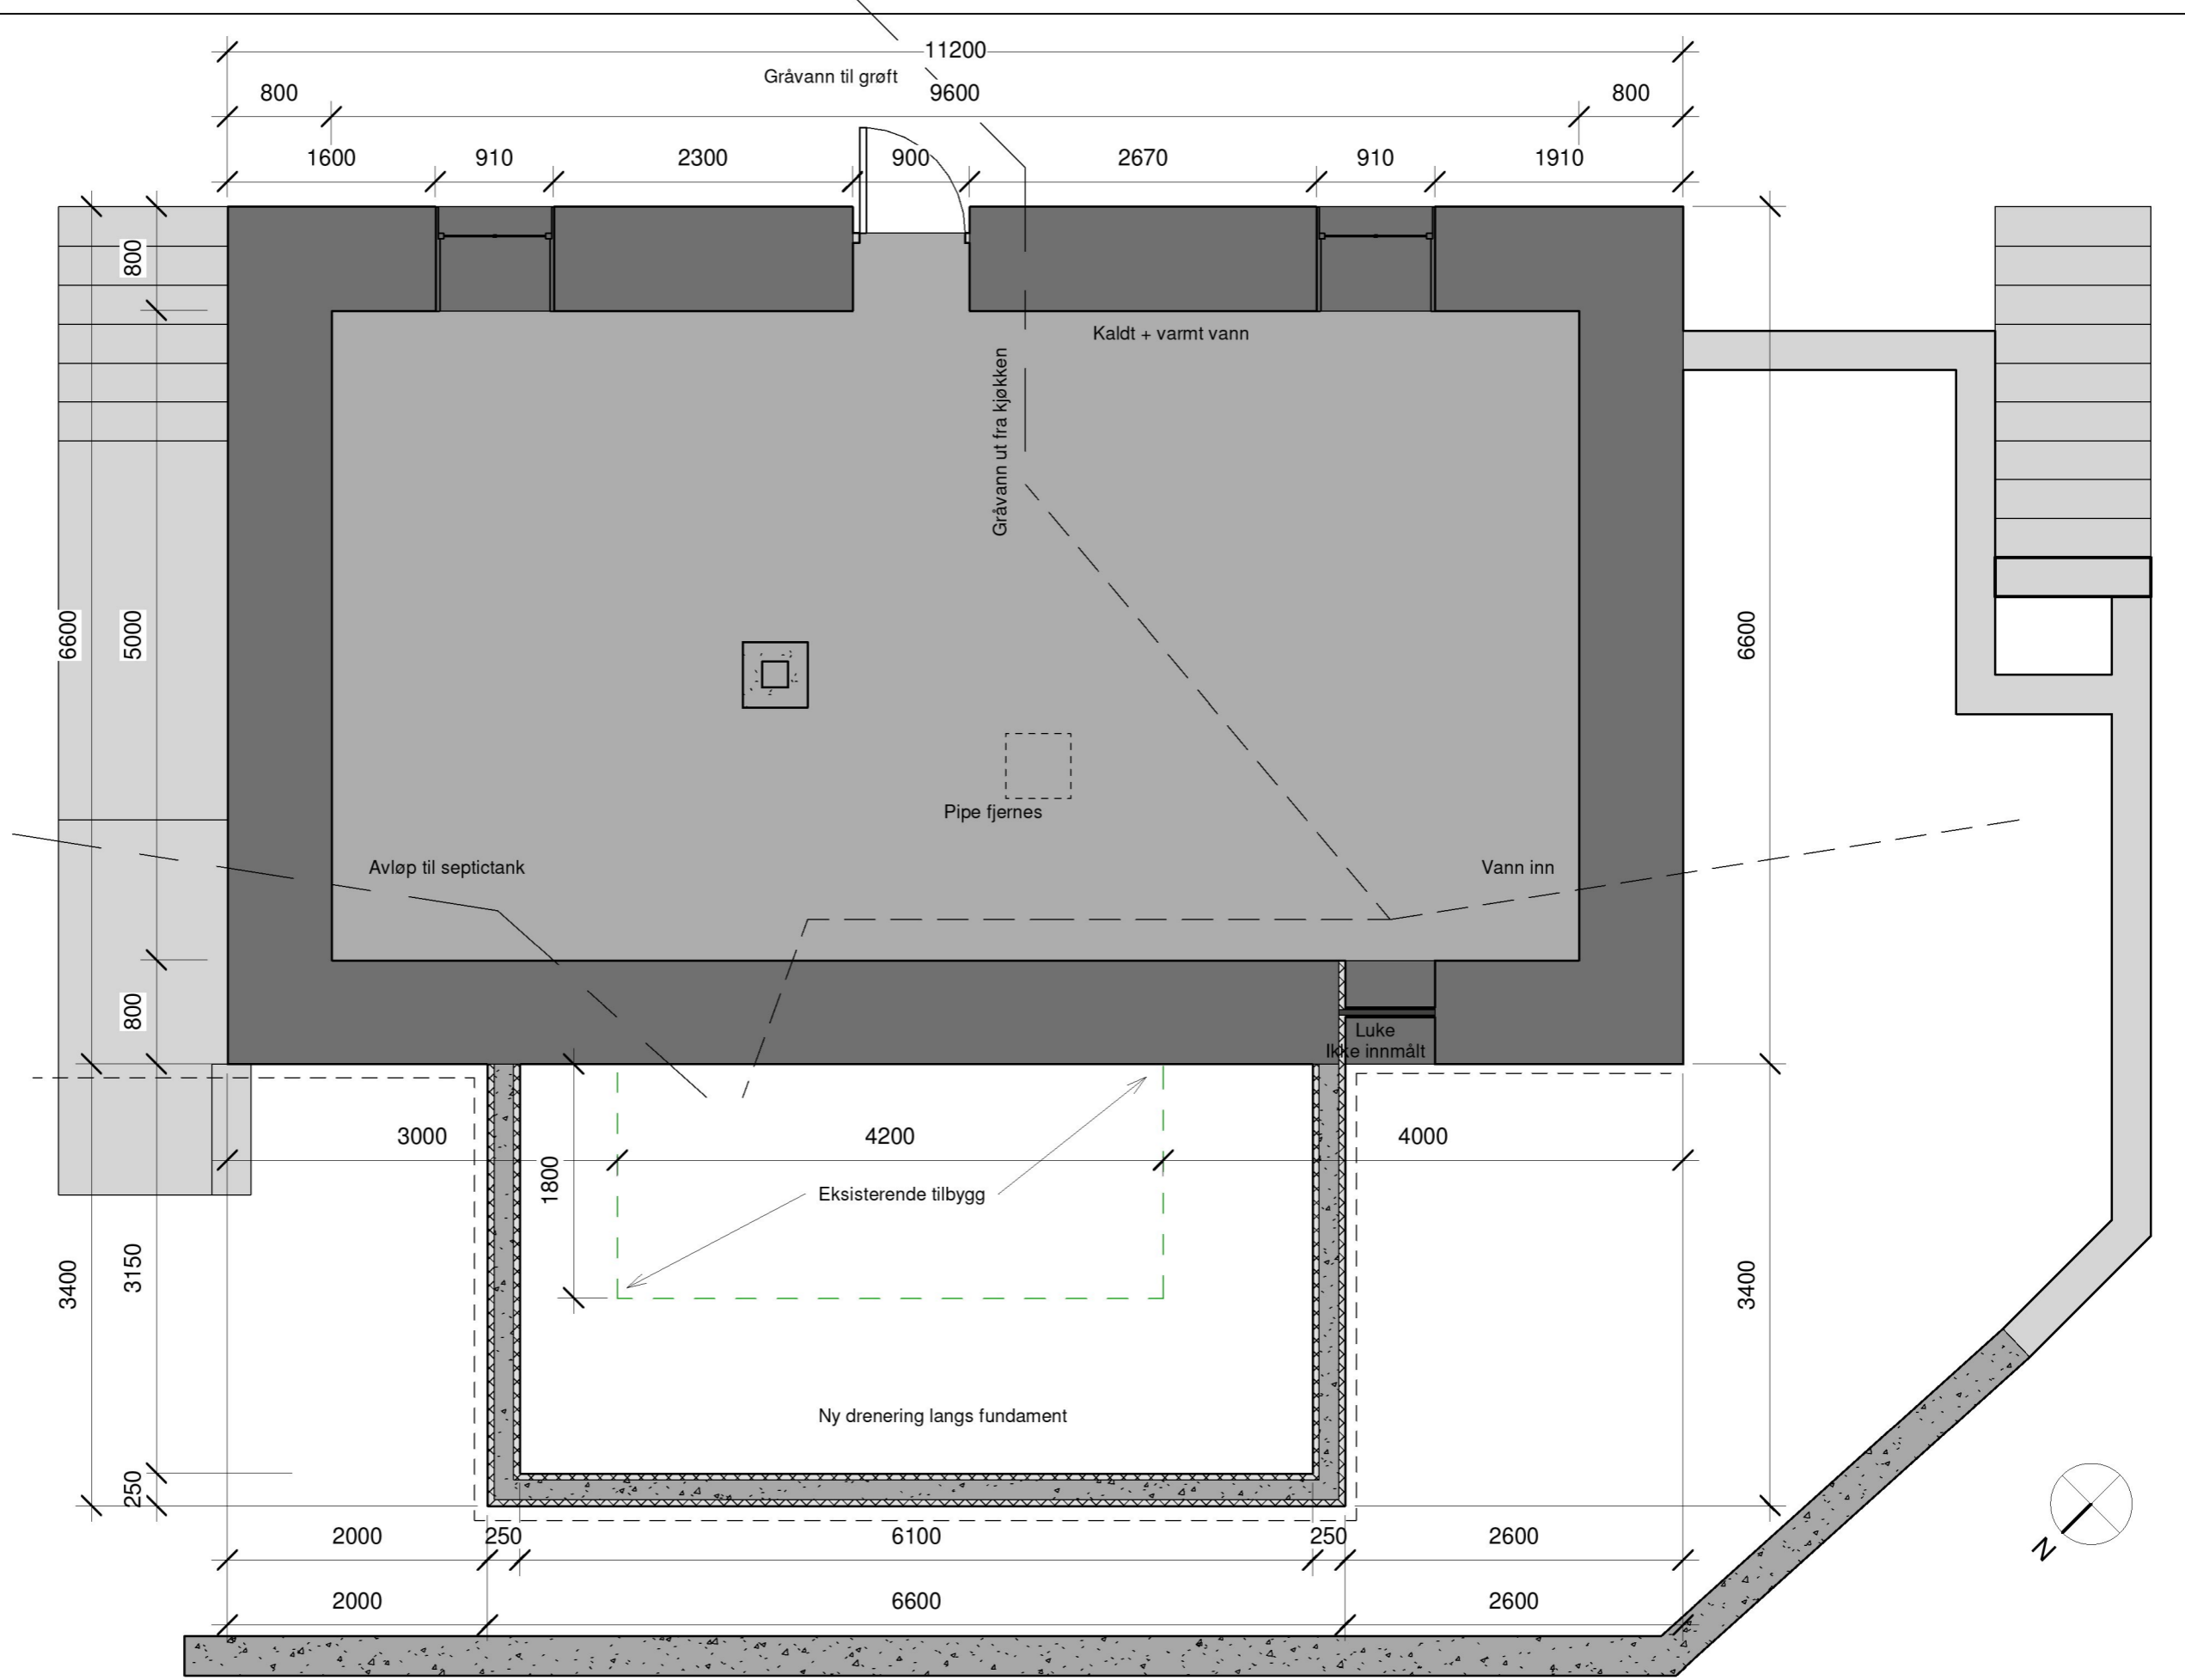 11200
Gråvann til grøft
800
9600
800
1600
910
2300
900
2670
910
1910
800
Kaldt + varmt vann
Gråvann ut fra kjøkken
6600
5000
6600
Pipe fjernes
Avløp til septictank
Vann inn
800
Luke
Ikke innmålt
3000
4200
4000
1800
Eksisterende tilbygg
3400
3150
3400
Ny drenering langs fundament
250
2000
250
6100
250
2600
N
2000
6600
2600